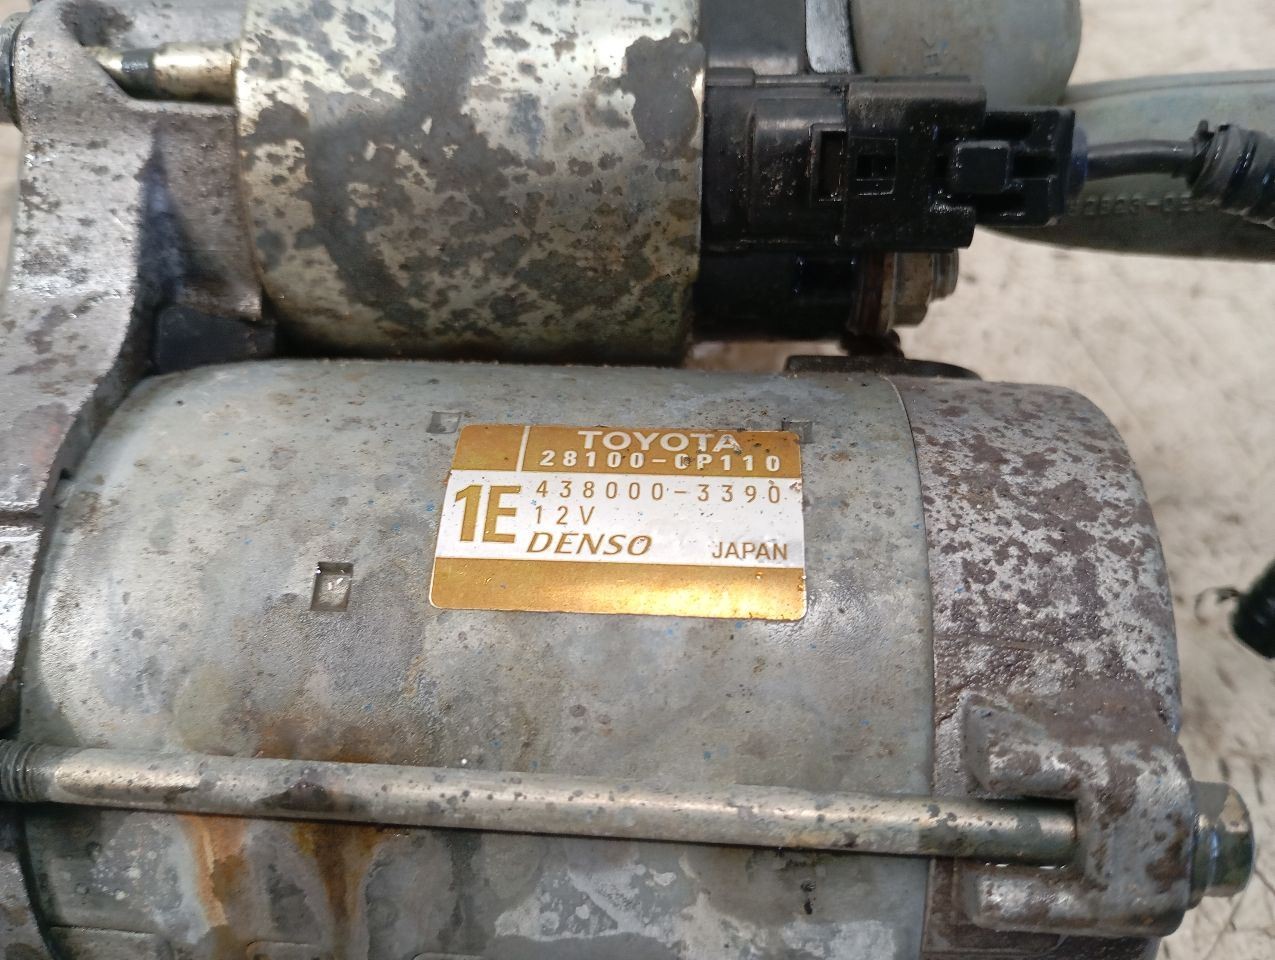 TOYOTA
28100-0P110
1E
438000-3390
12V
DENSO
JAPAN